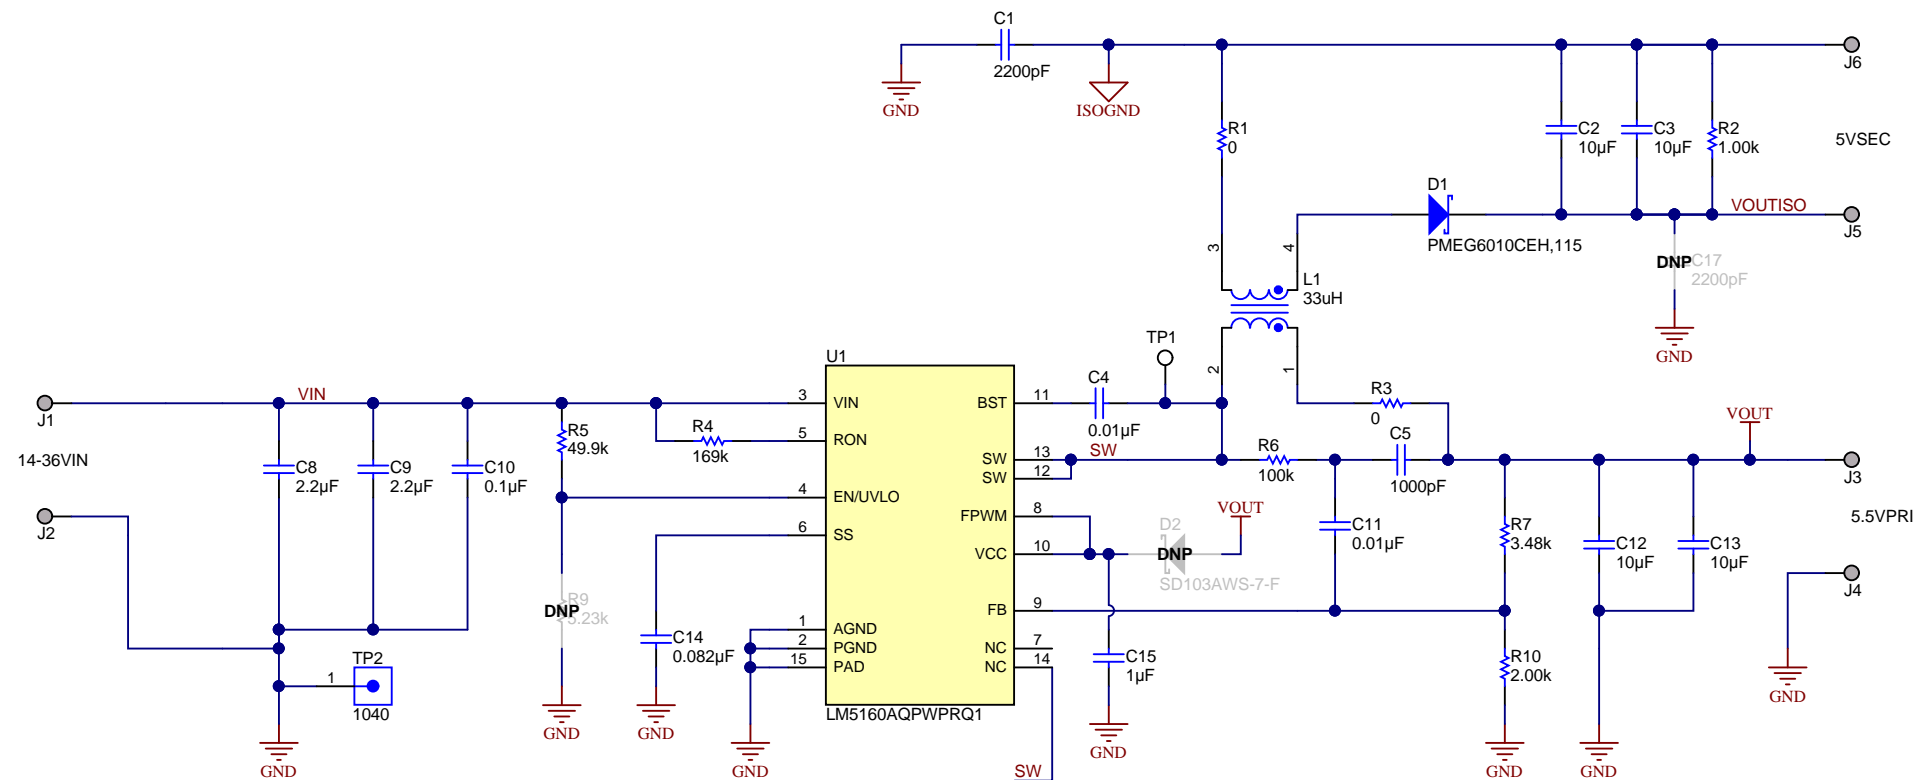 C1
2200pF
GND
ISOGND
J6
R1
0
C2
10µF
C3
10µF
R2
1.00k
5VSEC
D1
PMEG6010CEH,115
VOUTISO
J5
3
4
L1
33uH
DNP
C17
2200pF
GND
TP1
2
1
U1
J1
VIN
3
VIN
BST
11
C4
0.01µF
R3
0
VOUT
R5
49.9k
R4
169k
5
RON
14-36VIN
C8
2.2µF
C9
2.2µF
C10
0.1µF
SW
13
SW
SW
12
R6
100k
C5
1000pF
J3
4
EN/UVLO
J2
6
SS
FPWM
8
VCC
10
D2
DNP
SD103AWS-7-F
VOUT
C11
0.01µF
R7
3.48k
C12
10µF
C13
10µF
5.5VPRI
J4
DNP
R9
5.23k
FB
9
C14
0.082µF
1
AGND
2
PGND
15
PAD
NC
7
NC
14
C15
1µF
R10
2.00k
TP2
1
1040
LM5160AQPWPRQ1
GND
GND
GND
GND
GND
GND
GND
GND
SW